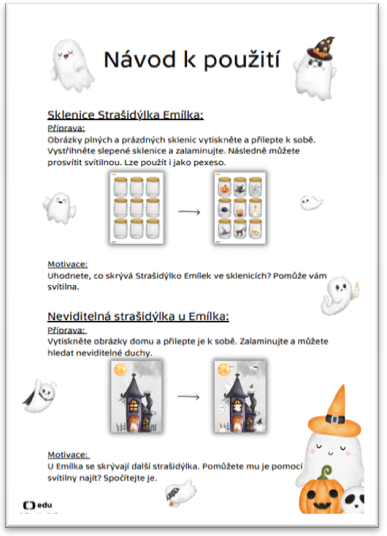 Návod k použití
Sklenice Strašidýlka Emílka:
Příprava:
Obrázky plných a prázdných sklenic vytiskněte a přilepte k sobě.
Vystřihněte slepené sklenice a zalaminujte. Následně můžete
prosvítit svítilnou. Lze použít i jako pexeso.
Motivace:
Uhodnete, co skrývá Strašidýlko Emílek ve sklenicích? Pomůže vám
svítilna.
Neviditelná strašidýlka u Emílka:
Příprava:
Vytiskněte obrázky domu a přilepte je k sobě. Zalaminujte a můžete
hledat neviditelné duchy.
Motivace:
U Emílka se skrývají další strašidýlka. Pomůžete mu je pomocí
svítilny najít? Spočítejte je.
edu